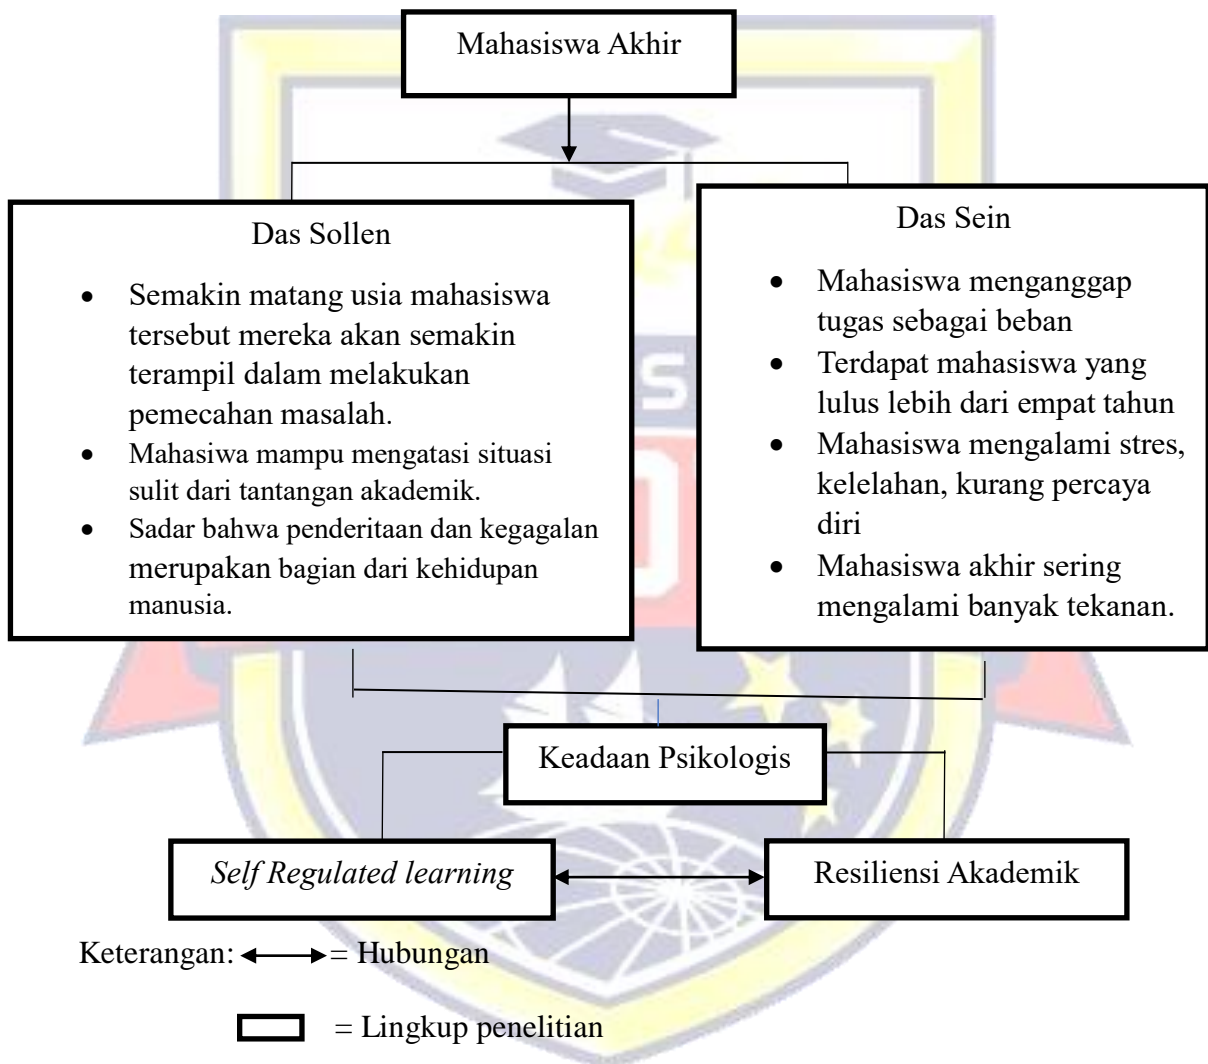 Mahasiswa Akhir
Das Sollen
• Semakin matang usia mahasiswa
tersebut mereka akan semakin
terampil dalam melakukan
pemecahan masalah.
• Mahasiwa mampu mengatasi situasi
sulit dari tantangan akademik.
• Sadar bahwa penderitaan dan kegagalan
merupakan bagian dari kehidupan
manusia.
Das Sein
• Mahasiswa menganggap
tugas sebagai beban
• Terdapat mahasiswa yang
lulus lebih dari empat tahun
• Mahasiswa mengalami stres,
kelelahan, kurang percaya
diri
• Mahasiswa akhir sering
mengalami banyak tekanan.
Keadaan Psikologis
Self Regulated learning
Resiliensi Akademik
Keterangan: = Hubungan
= Lingkup penelitian